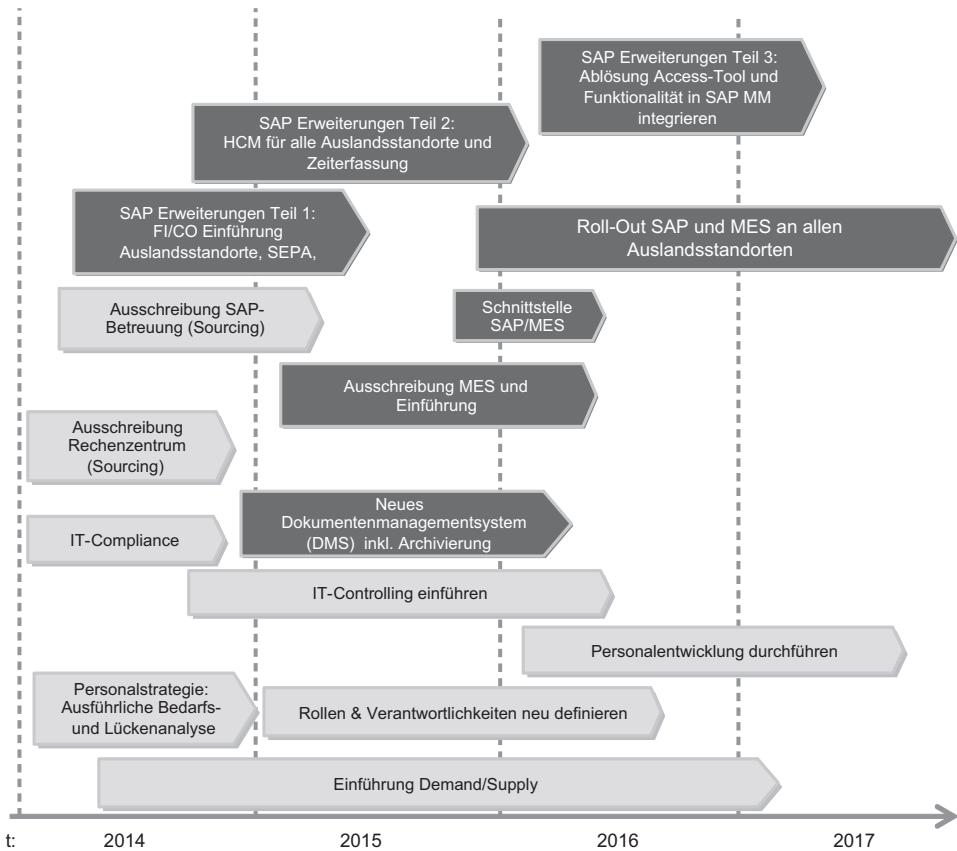 SAP Erweiterungen Teil 3:
Ablösung Access-Tool und
Funktionalität in SAP MM
integrieren
SAP Erweiterungen Teil 2:
HCM für alle Auslandsstandorte und
Zeiterfassung
SAP Erweiterungen Teil 1:
FI/CO Einführung
Auslandsstandorte, SEPA,
Roll-Out SAP und MES an allen
Auslandsstandorten
Ausschreibung SAP-
Betreuung (Sourcing)
Schnittstelle
SAP/MES
Ausschreibung MES und
Einführung
Ausschreibung
Rechenzentrum
(Sourcing)
Neues
Dokumentenmanagementsystem
(DMS) inkl. Archivierung
IT-Compliance
IT-Controlling einführen
Personalentwicklung durchführen
Personalstrategie:
Ausführliche Bedarfs-
und Lückenanalyse
Rollen & Verantwortlichkeiten neu definieren
Einführung Demand/Supply
t: 2014 2015 2016 2017